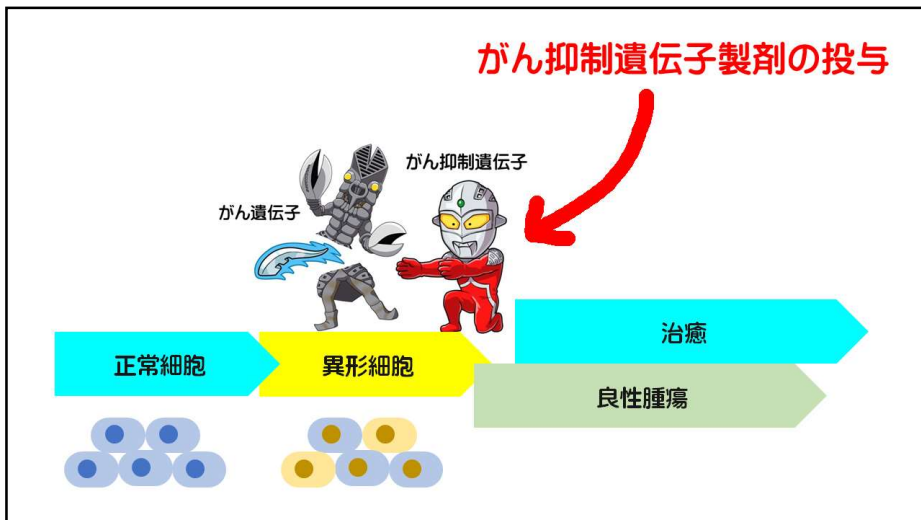 がん抑制遺伝子製剤の投与
がん抑制遺伝子
がん遺伝子
治癒
正常細胞
異形細胞
良性腫瘍